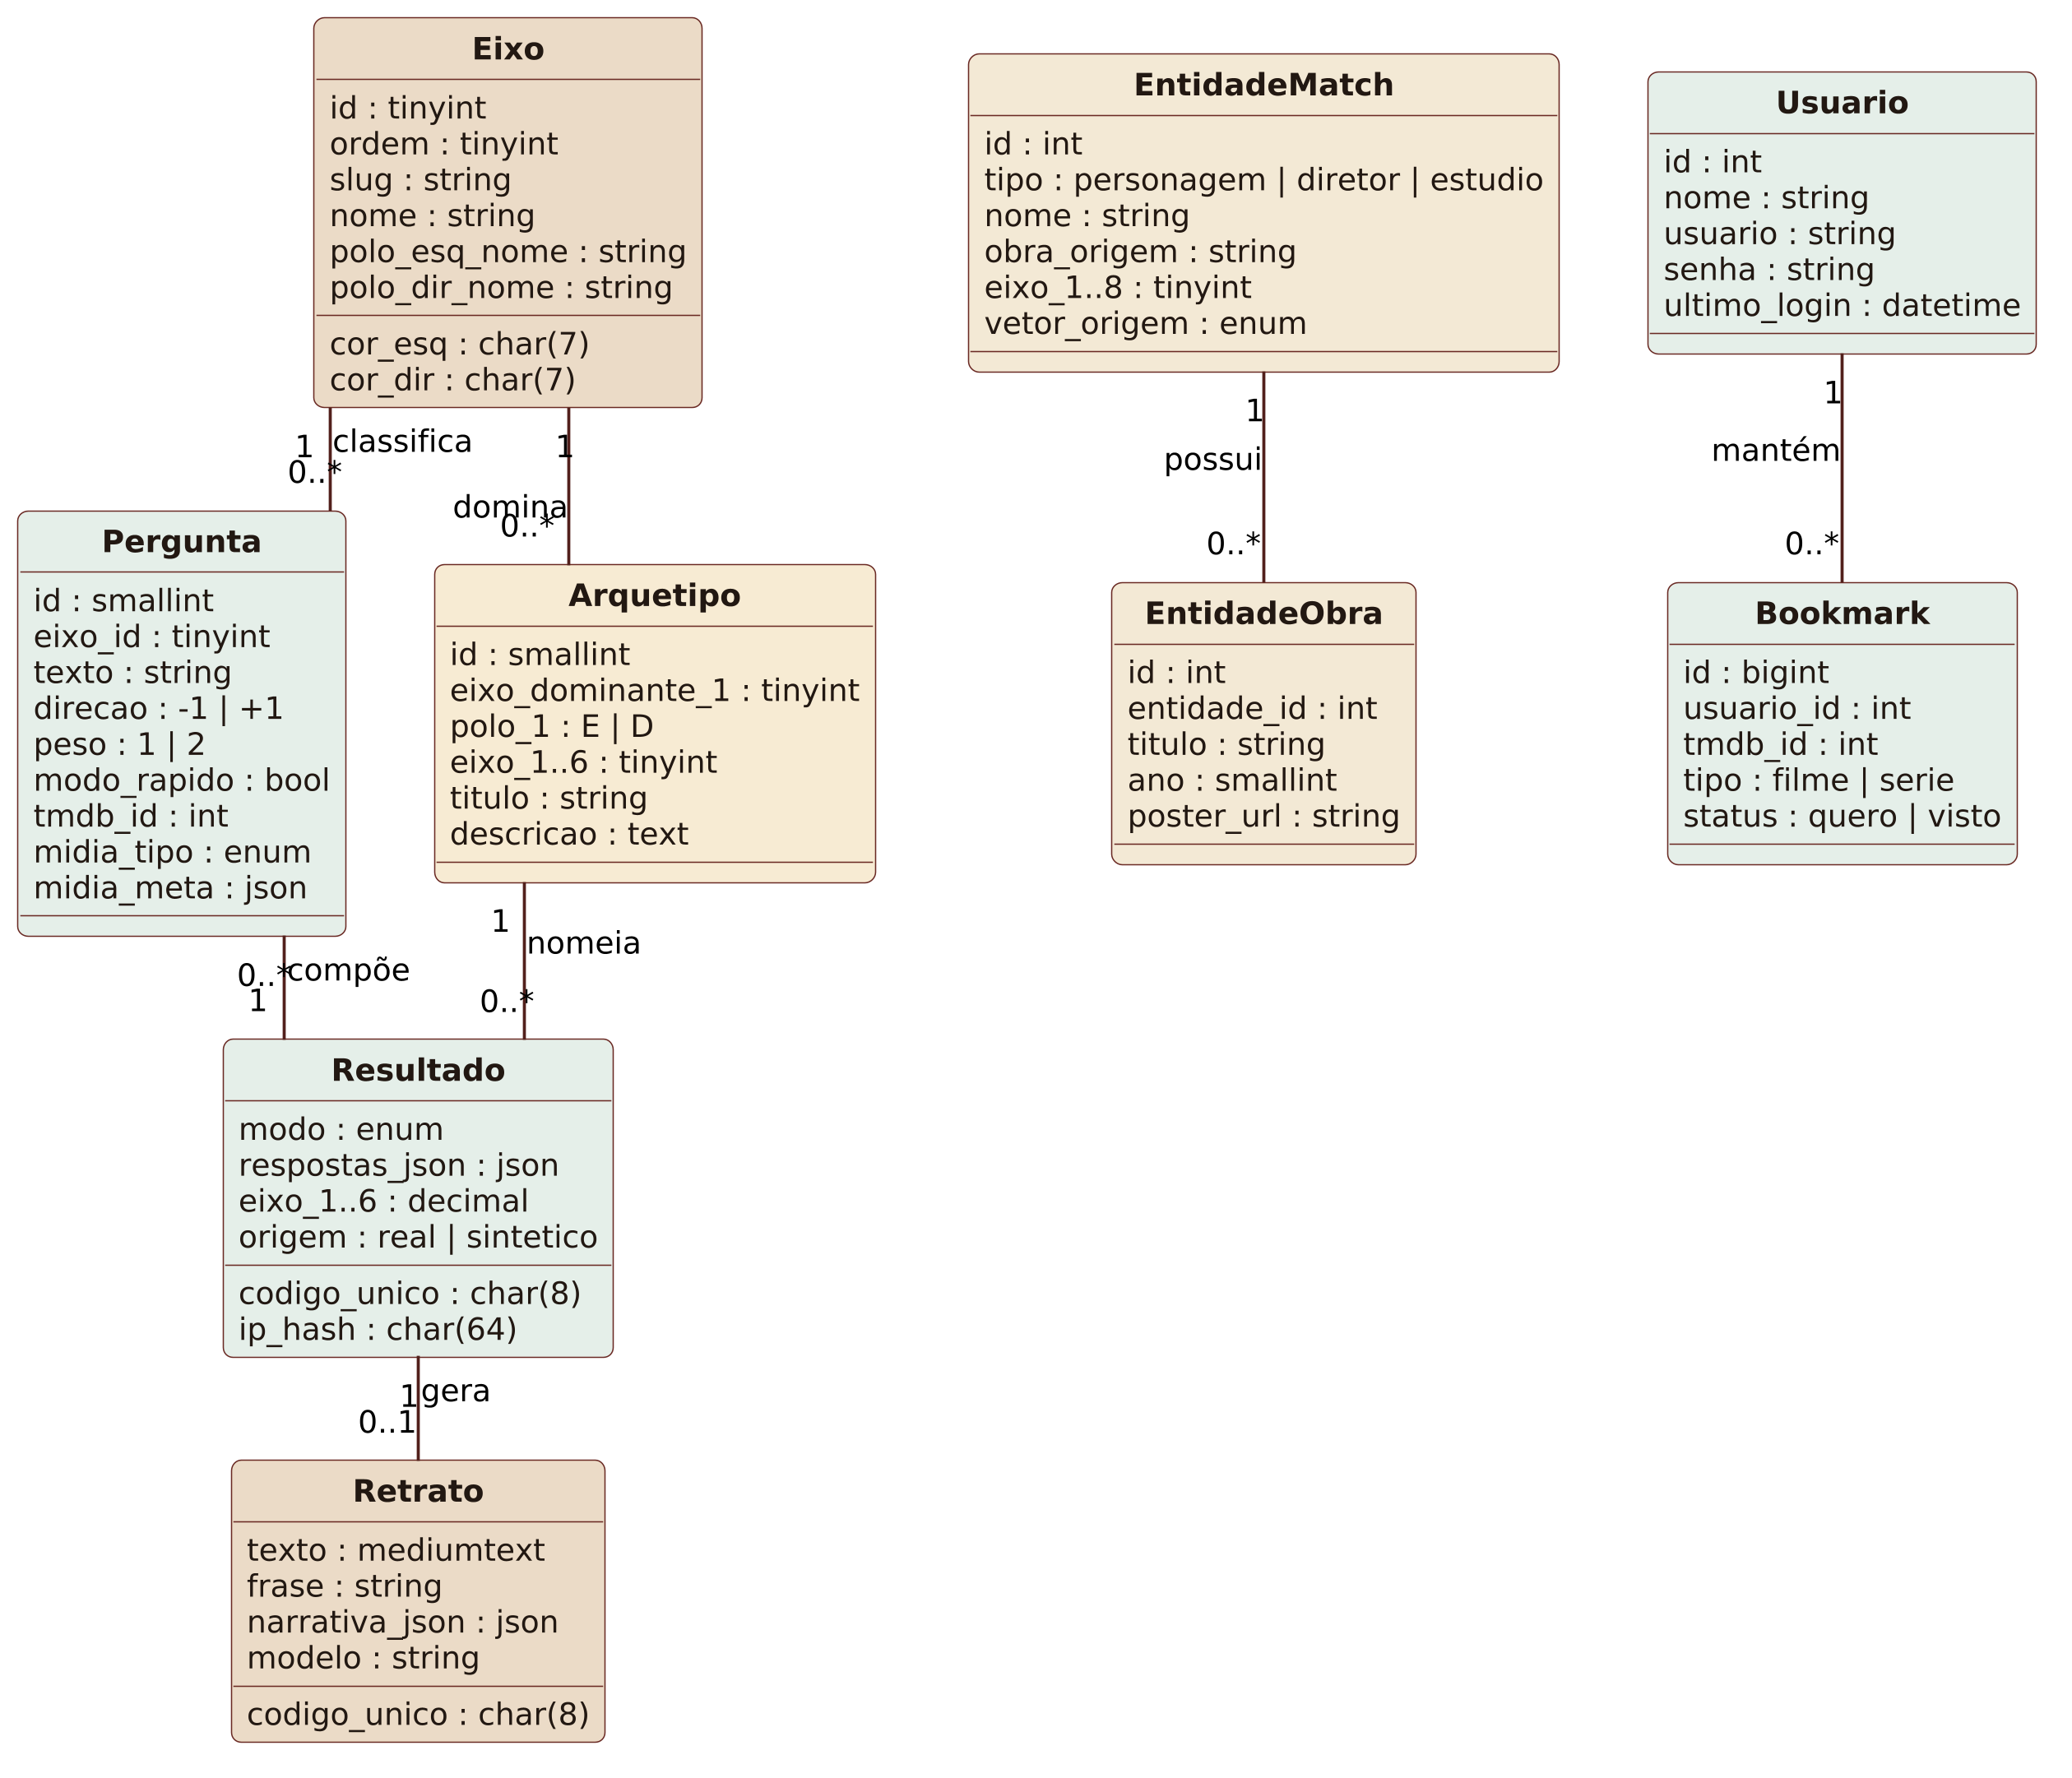 Eixo
id : tinyint
ordem : tinyint
slug : string
nome : string
polo_esq_nome : string
polo_dir_nome : string
cor_esq : char(7)
cor_dir : char(7)
EntidadeMatch
id : int
tipo : personagem | diretor | estudio
nome : string
obra_origem : string
eixo_1..8 : tinyint
vetor_origem : enum
Usuario
id : int
nome : string
usuario : string
senha : string
ultimo_login : datetime
1
classifica
0..*
1
domina
0..*
1
possui
0..*
1
mantém
0..*
Pergunta
id : smallint
eixo_id : tinyint
texto : string
direcao : -1 | +1
peso : 1 | 2
modo_rapido : bool
tmdb_id : int
midia_tipo : enum
midia_meta : json
Arquetipo
id : smallint
eixo_dominante_1 : tinyint
polo_1 : E | D
eixo_1..6 : tinyint
titulo : string
descricao : text
EntidadeObra
id : int
entidade_id : int
titulo : string
ano : smallint
poster_url : string
Bookmark
id : bigint
usuario_id : int
tmdb_id : int
tipo : filme | serie
status : quero | visto
0..*
compõe
1
1
nomeia
0..*
Resultado
modo : enum
respostas_json : json
eixo_1..6 : decimal
origem : real | sintetico
codigo_unico : char(8)
ip_hash : char(64)
1
gera
0..1
Retrato
texto : mediumtext
frase : string
narrativa_json : json
modelo : string
codigo_unico : char(8)